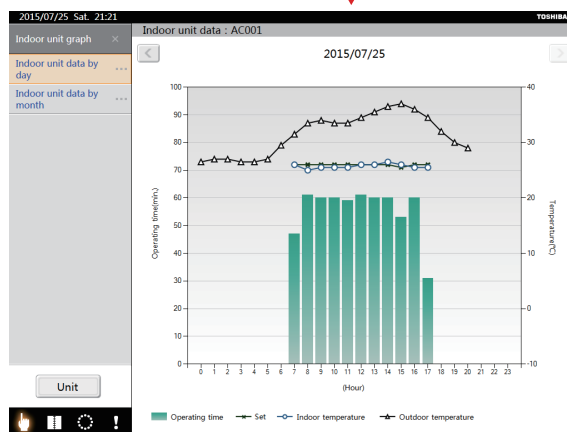 2015/07/25 Sat. 21:21
TOSHIBA
Indoor unit graph ×
Indoor unit data : AC001
Indoor unit data by
day
Indoor unit data by
month
< 2015/07/25 >
100
90
80
70
60
50
40
30
20
10
0
Operating time(min.)
40
30
20
10
0
-10
Temperature(°C)
0 1 2 3 4 5 6 7 8 9 10 11 12 13 14 15 16 17 18 19 20 21 22 23
(Hour)
Unit
Operating time Set Indoor temperature Outdoor temperature
!